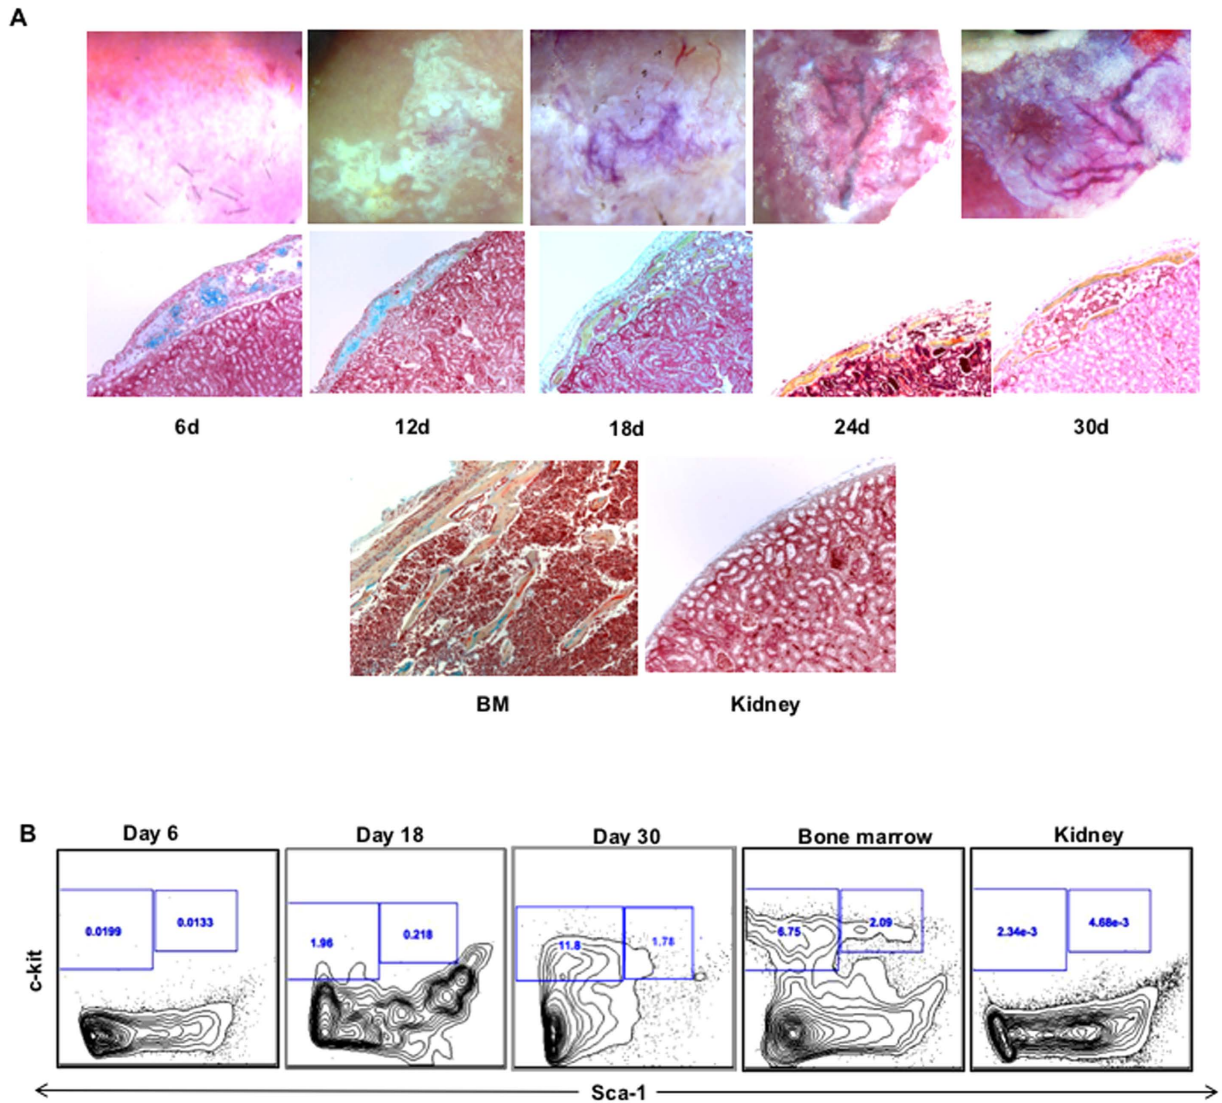 A
6d 12d 18d 24d 30d
BM Kidney
B
Day 6 Day 18 Day 30 Bone marrow Kidney
0.0199 0.0133 1.96 0.218 11.8 1.78 6.75 2.09 2.34e-3 4.68e-3
c-kit
Sca-1